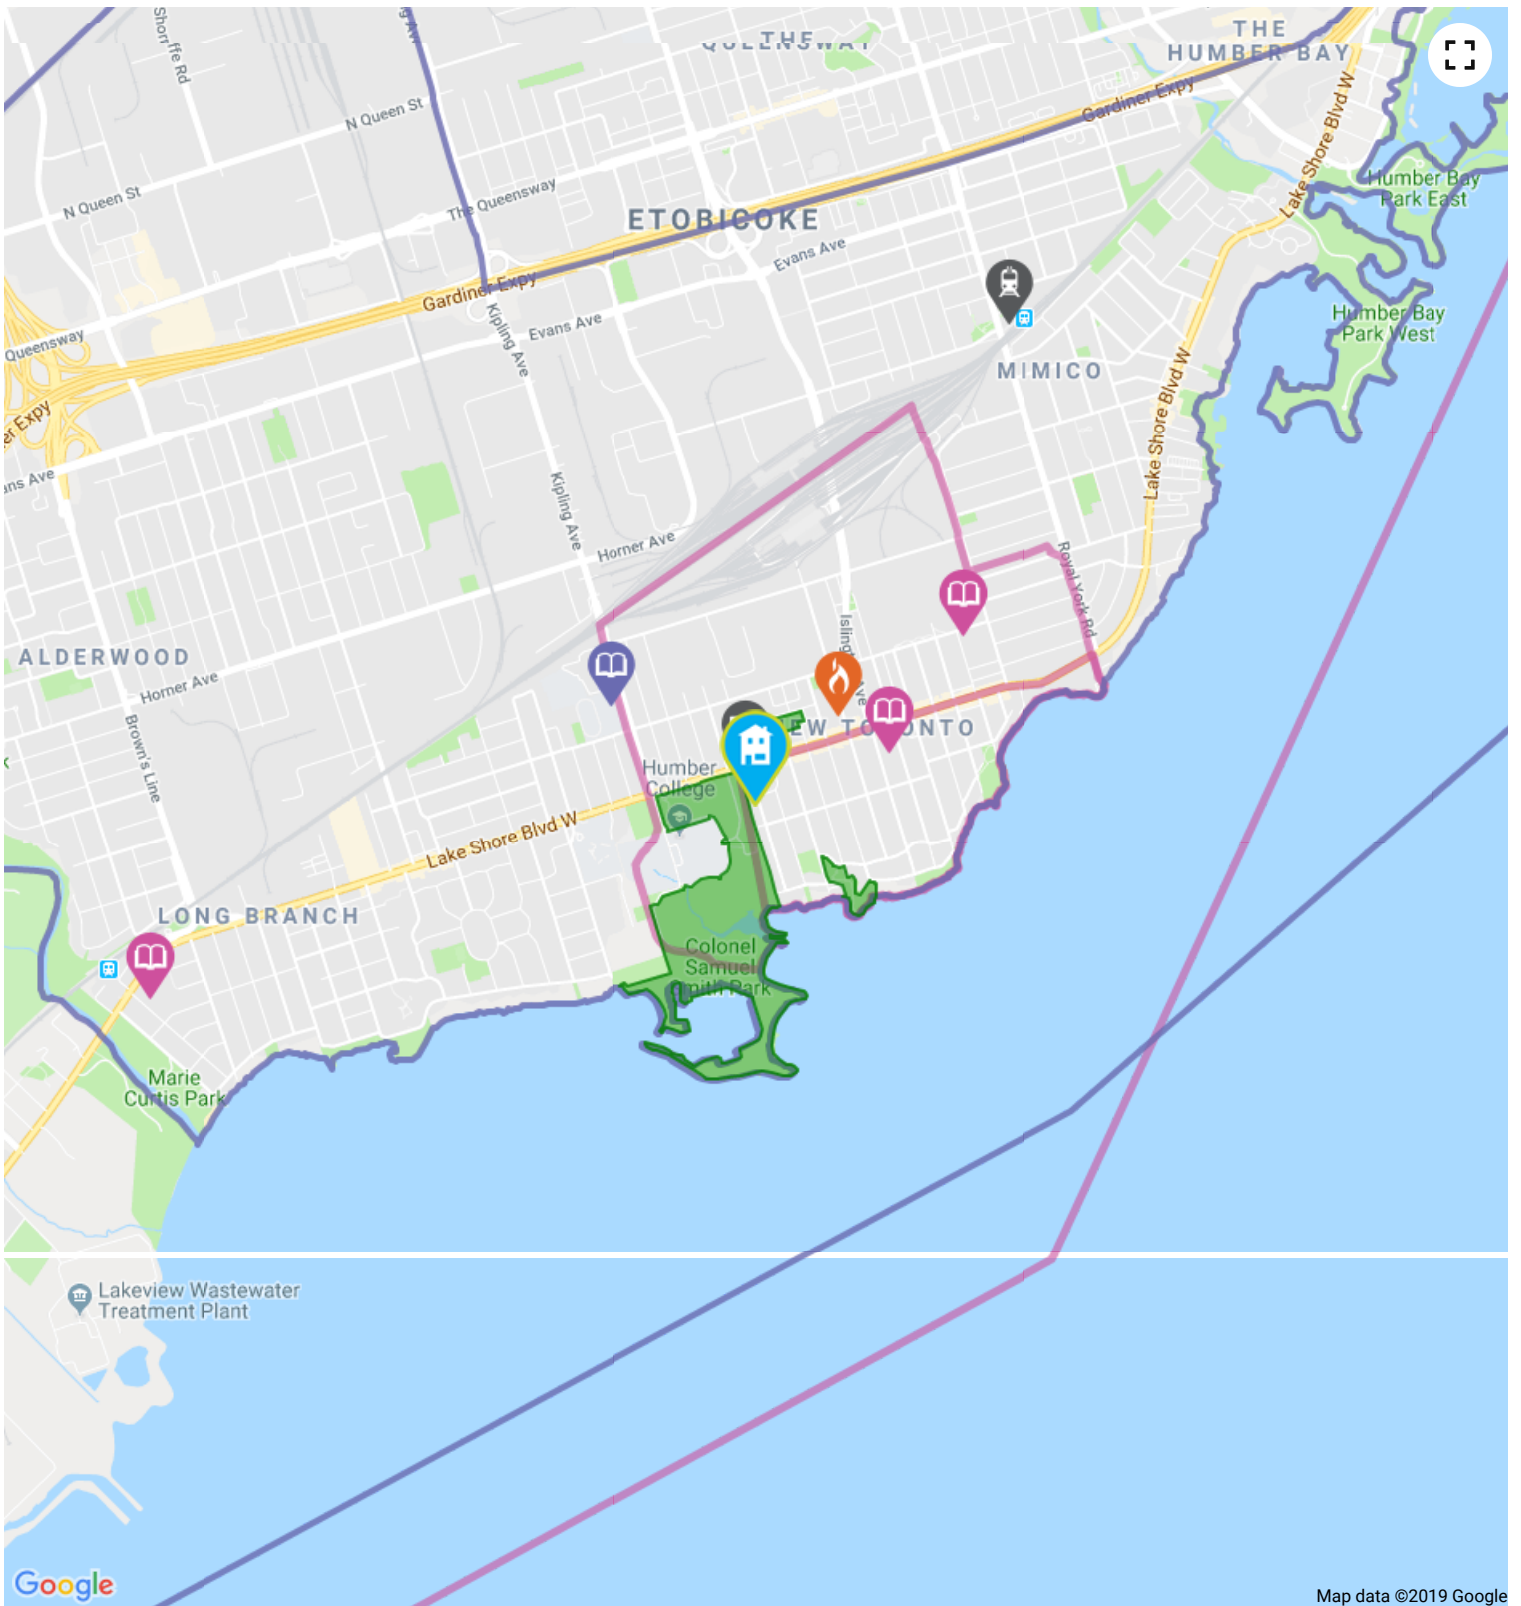 THE
HUMBER BAY
N Queen St
Gardiner Expy
Lake Shore Blvd W
N Queen St
The Queensway
Humber Bay
Park East
ETOBICOKE
Evans Ave
Gardiner Expy
Kipling Ave
Evans Ave
Humber Bay
Park West
Queensway
MIMICO
Lake Shore Blvd W
Kipling Ave
Horner Ave
Royal York Rd
ALDERWOOD
Horner Ave
Brown's Line
Humber
College
Lake Shore Blvd W
LONG BRANCH
Colonel
Samuel
Smith Park
Marie
Curtis Park
Lakeview Wastewater
Treatment Plant
Google
Map data ©2019 Google